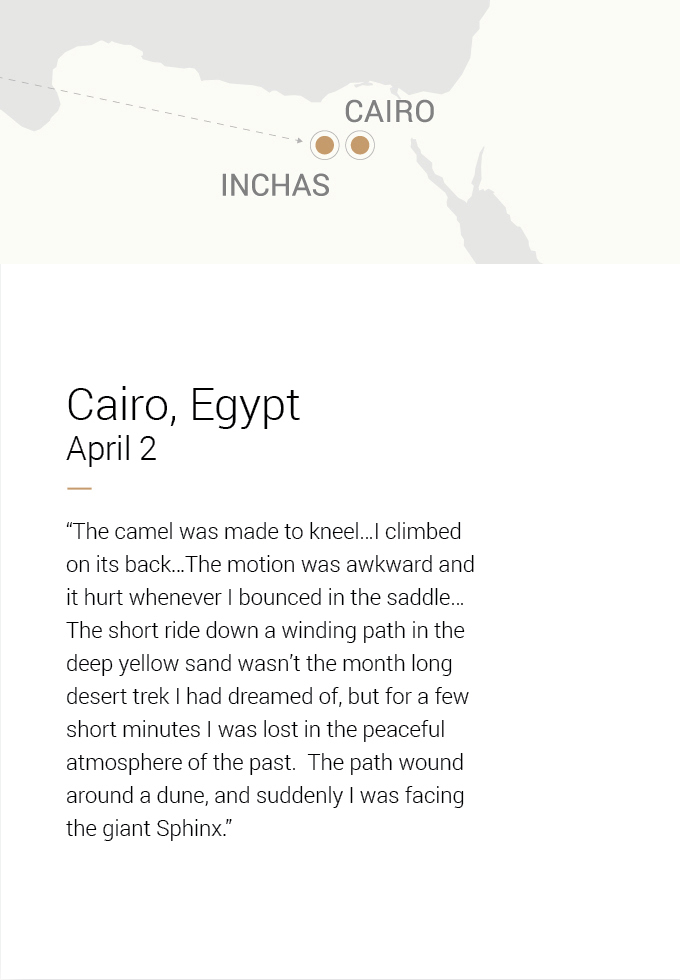 CAIRO
INCHAS
Cairo, Egypt
April 2
“The camel was made to kneel...I climbed
on its back...The motion was awkward and
it hurt whenever I bounced in the saddle...
The short ride down a winding path in the
deep yellow sand wasn’t the month long
desert trek I had dreamed of, but for a few
short minutes I was lost in the peaceful
atmosphere of the past.  The path wound
around a dune, and suddenly I was facing
the giant Sphinx.”